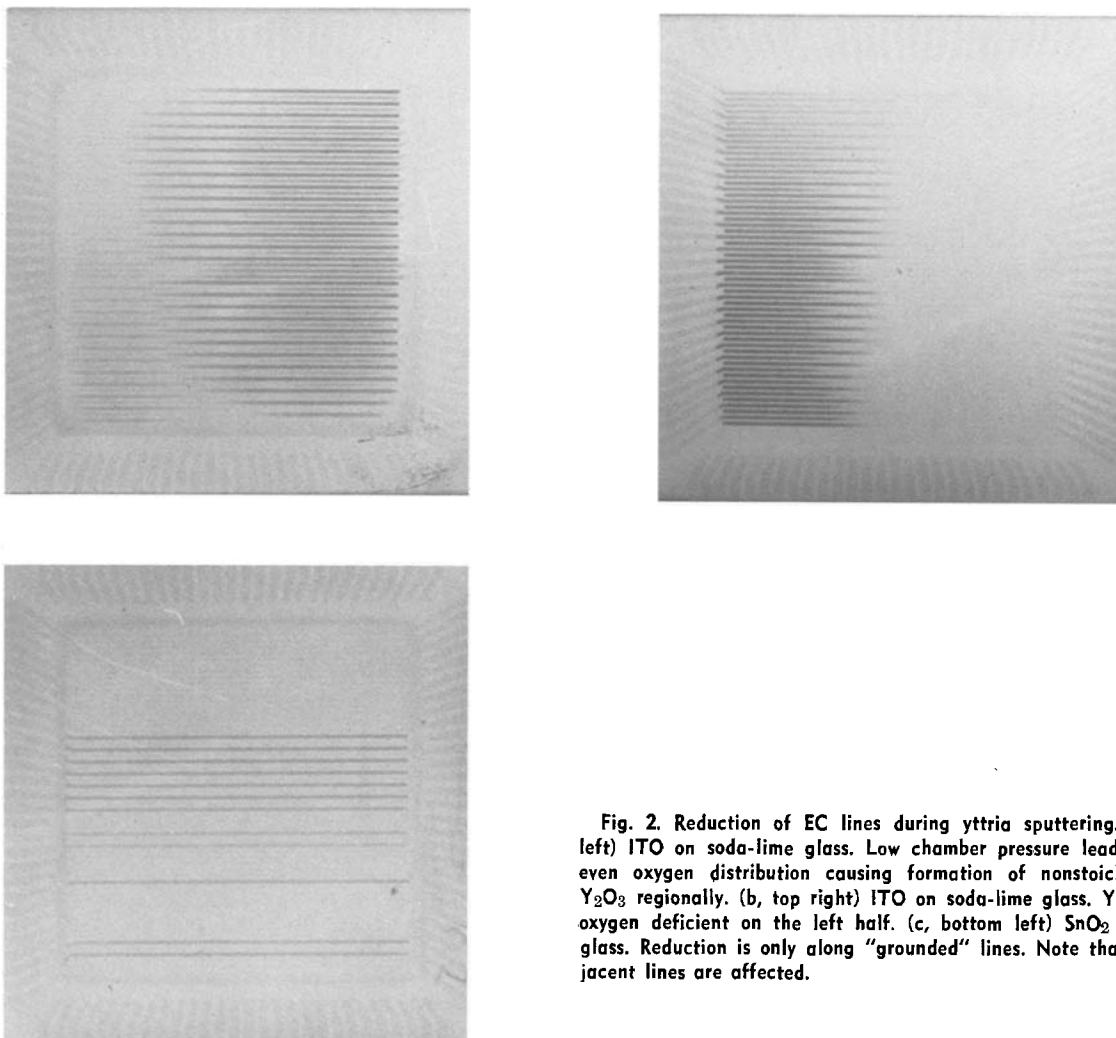 Fig. 2. Reduction of EC lines during yttria sputtering.
left) ITO on soda-lime glass. Low chamber pressure lead
even oxygen distribution causing formation of nonstoic
Y₂O₃ regionally. (b, top right) ITO on soda-lime glass. Y
oxygen deficient on the left half. (c, bottom left) SnO₂
glass. Reduction is only along "grounded" lines. Note tha
jacent lines are affected.